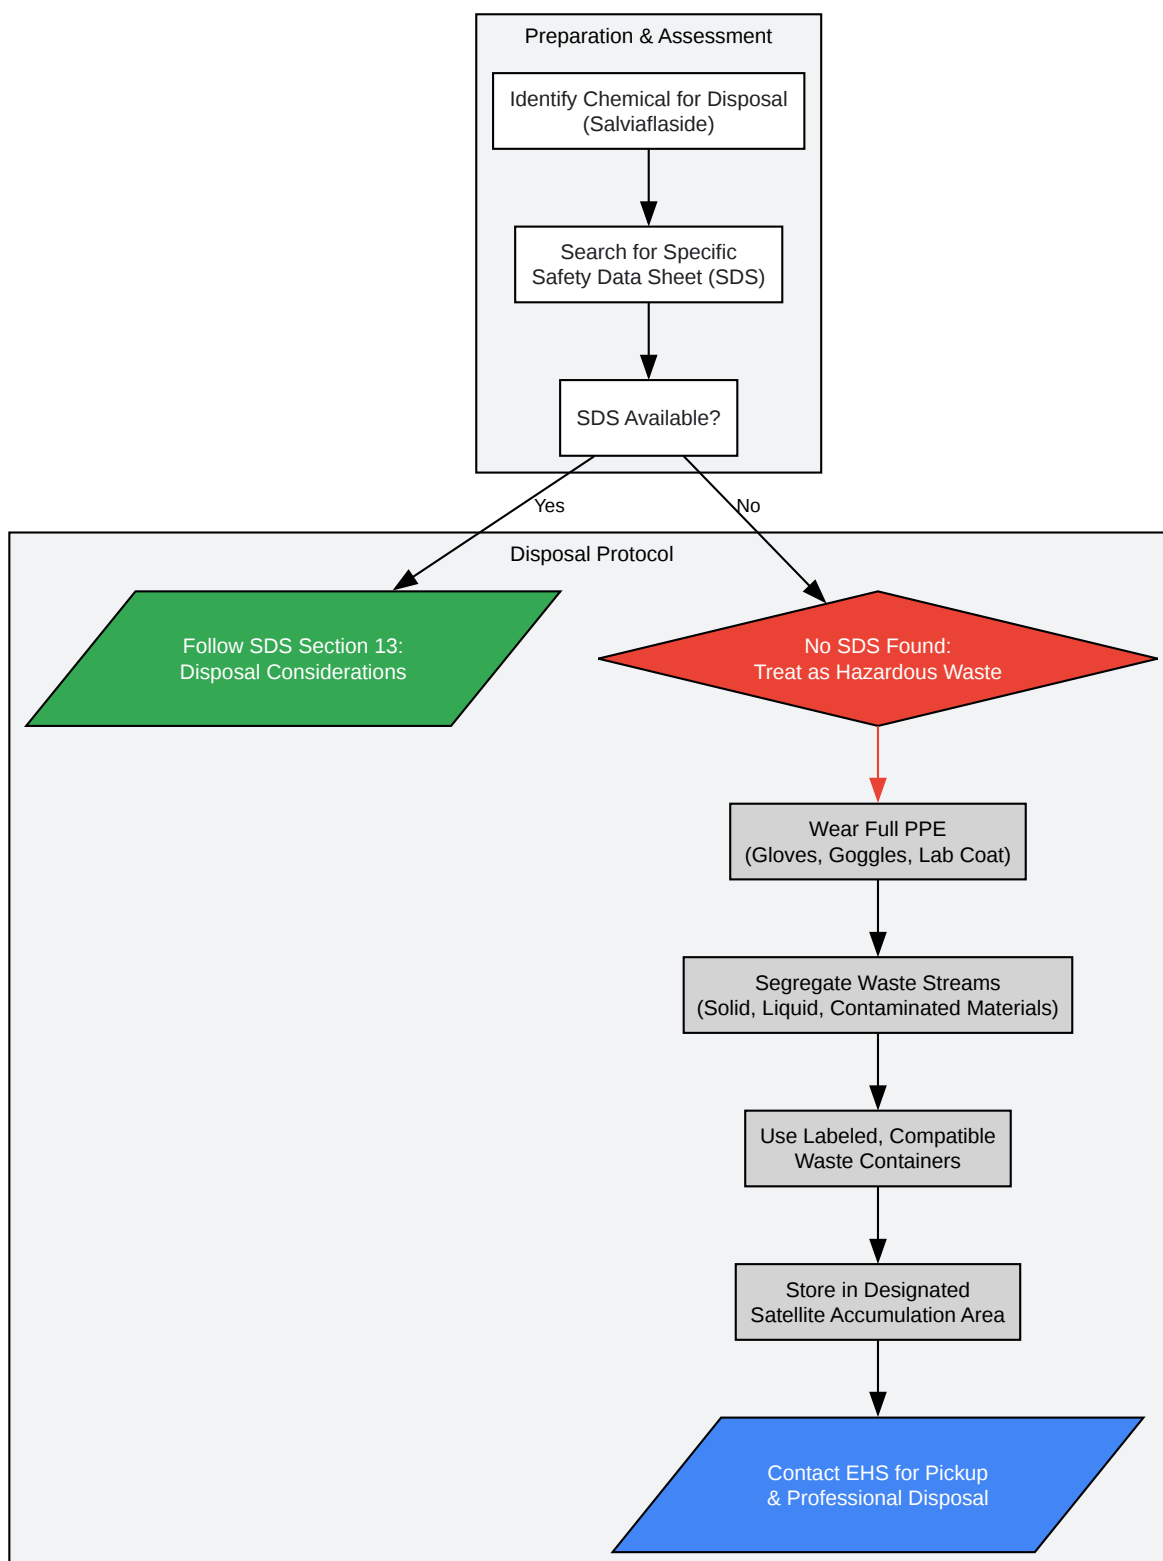 Preparation & Assessment
Identify Chemical for Disposal
(Salviaflaside)
Search for Specific
Safety Data Sheet (SDS)
SDS Available?
Yes
No
Disposal Protocol
Follow SDS Section 13:
Disposal Considerations
No SDS Found:
Treat as Hazardous Waste
Wear Full PPE
(Gloves, Goggles, Lab Coat)
Segregate Waste Streams
(Solid, Liquid, Contaminated Materials)
Use Labeled, Compatible
Waste Containers
Store in Designated
Satellite Accumulation Area
Contact EHS for Pickup
& Professional Disposal